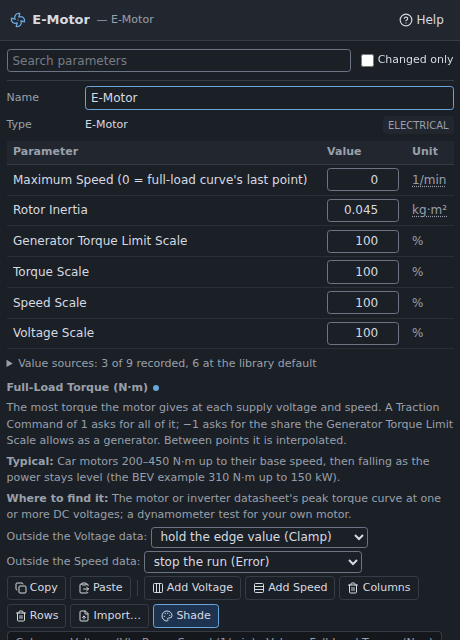 E-Motor — E-Motor
Help
Search parameters
Changed only
Name E-Motor
Type E-Motor ELECTRICAL
Parameter Value Unit
Maximum Speed (0 = full-load curve's last point) 0 1/min
Rotor Inertia 0.045 kg·m²
Generator Torque Limit Scale 100 %
Torque Scale 100 %
Speed Scale 100 %
Voltage Scale 100 %
Value sources: 3 of 9 recorded, 6 at the library default
Full-Load Torque (N·m)
The most torque the motor gives at each supply voltage and speed. A Traction
Command of 1 asks for all of it; −1 asks for the share the Generator Torque Limit
Scale allows as a generator. Between points it is interpolated.
Typical: Car motors 200–450 N·m up to their base speed, then falling as the
power stays level (the BEV example 310 N·m up to 150 kW).
Where to find it: The motor or inverter datasheet's peak torque curve at one
or more DC voltages; a dynamometer test for your own motor.
Outside the Voltage data: hold the edge value (Clamp)
Outside the Speed data: stop the run (Error)
Copy Paste Add Voltage Add Speed Columns
Rows Import... Shade